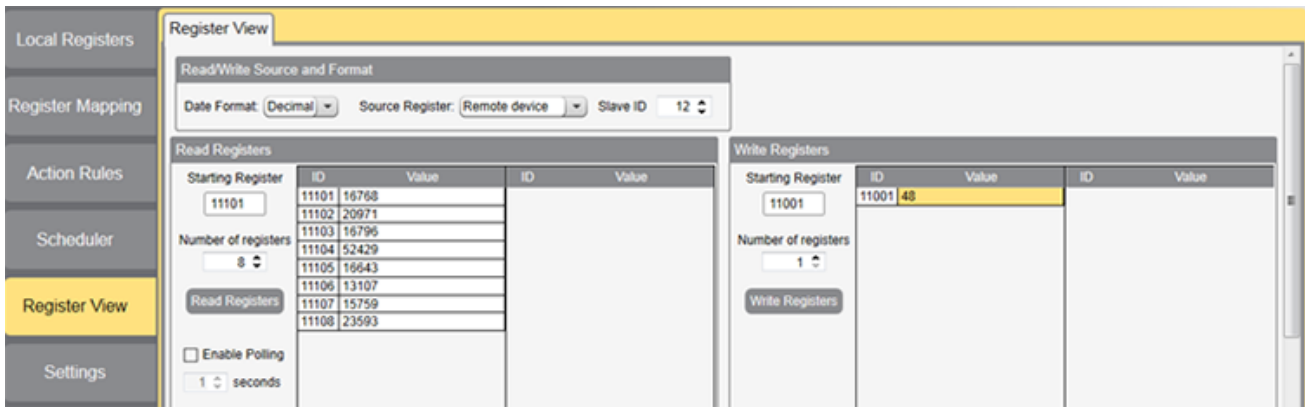 Local Registers
Register Mapping
Action Rules
Scheduler
Register View
Settings
Register View
Read/Write Source and Format
Date Format: Decimal Source Register: Remote device Slave ID 12
Read Registers
Starting Register
11101
Number of registers
8
Read Registers
Enable Polling
1 seconds
ID Value ID Value
11101 16768
11102 20971
11103 16796
11104 52429
11105 16643
11106 13107
11107 15759
11108 23593
Write Registers
Starting Register
11001
Number of registers
1
Write Registers
ID Value ID Value
11001 48